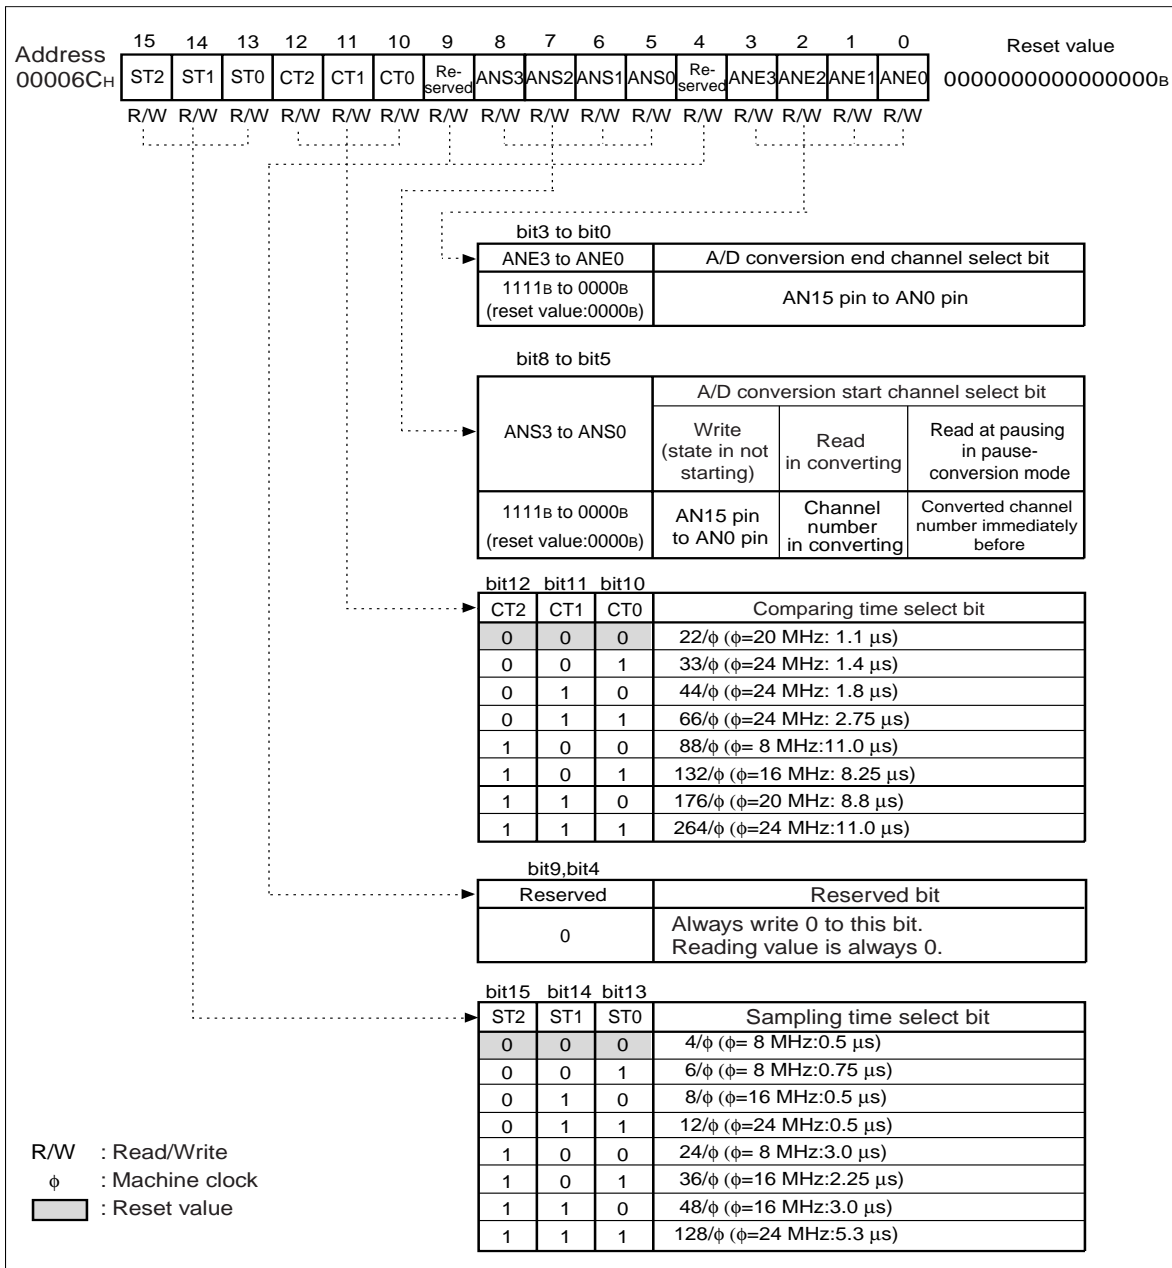 15 14 13 12 11 10 9 8 7 6 5 4 3 2 1 0
Address
00006CH
ST2 ST1 ST0 CT2 CT1 CT0 Re-served ANS3 ANS2 ANS1 ANS0 Re-served ANE3 ANE2 ANE1 ANE0
Reset value
0000000000000000B
R/W R/W R/W R/W R/W R/W R/W R/W R/W R/W R/W R/W R/W R/W R/W R/W
bit3 to bit0
ANE3 to ANE0 A/D conversion end channel select bit
1111B to 0000B
(reset value:0000B)
AN15 pin to AN0 pin
bit8 to bit5
ANS3 to ANS0
A/D conversion start channel select bit
Write
(state in not
starting)
Read
in converting
Read at pausing
in pause-
conversion mode
1111B to 0000B
(reset value:0000B)
AN15 pin
to AN0 pin
Channel
number
in converting
Converted channel
number immediately
before
bit12 bit11 bit10
CT2 CT1 CT0 Comparing time select bit
0 0 0 22/ϕ (ϕ=20 MHz: 1.1 μs)
0 0 1 33/ϕ (ϕ=24 MHz: 1.4 μs)
0 1 0 44/ϕ (ϕ=24 MHz: 1.8 μs)
0 1 1 66/ϕ (ϕ=24 MHz: 2.75 μs)
1 0 0 88/ϕ (ϕ= 8 MHz:11.0 μs)
1 0 1 132/ϕ (ϕ=16 MHz: 8.25 μs)
1 1 0 176/ϕ (ϕ=20 MHz: 8.8 μs)
1 1 1 264/ϕ (ϕ=24 MHz:11.0 μs)
bit9,bit4
Reserved Reserved bit
0
Always write 0 to this bit.
Reading value is always 0.
bit15 bit14 bit13
ST2 ST1 ST0 Sampling time select bit
0 0 0 4/ϕ (ϕ= 8 MHz:0.5 μs)
0 0 1 6/ϕ (ϕ= 8 MHz:0.75 μs)
0 1 0 8/ϕ (ϕ=16 MHz:0.5 μs)
0 1 1 12/ϕ (ϕ=24 MHz:0.5 μs)
1 0 0 24/ϕ (ϕ= 8 MHz:3.0 μs)
1 0 1 36/ϕ (ϕ=16 MHz:2.25 μs)
1 1 0 48/ϕ (ϕ=16 MHz:3.0 μs)
1 1 1 128/ϕ (ϕ=24 MHz:5.3 μs)
R/W : Read/Write
ϕ : Machine clock
: Reset value